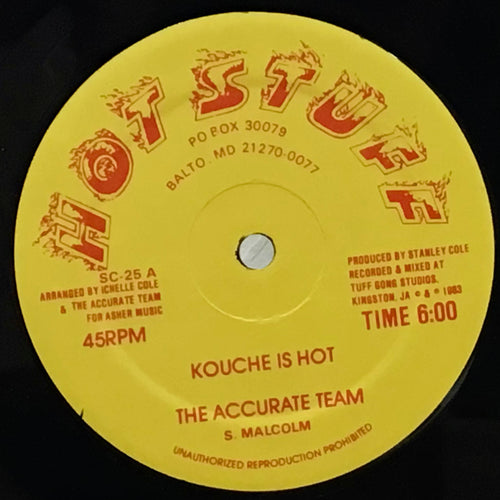 HOT STUFF
PO BOX 30079
BALTO. MD 21270-0077
SC-25 A
ARRANGED BY ICHELLE COLE
& THE ACCURATE TEAM
FOR ASHER MUSIC
45RPM
PRODUCED BY STANLEY COLE
RECORDED & MIXED AT
TUFF GONG STUDIOS.
KINGSTON, JA © & ℗ 1983
TIME 6:00
KOUCHE IS HOT
THE ACCURATE TEAM
S. MALCOLM
UNAUTHORIZED REPRODUCTION PROHIBITED